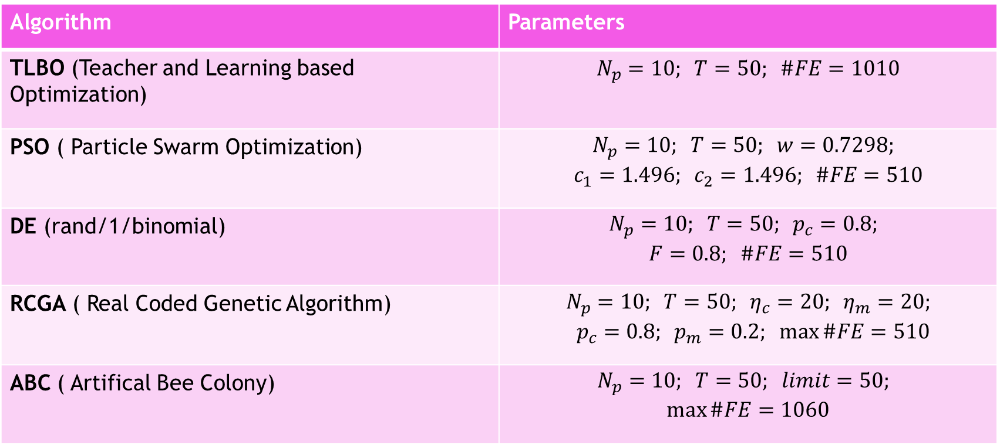 Algorithm
Parameters
TLBO (Teacher and Learning based
Optimization)
N_p = 10;  T = 50;  #FE = 1010
PSO ( Particle Swarm Optimization)
N_p = 10;  T = 50;  w = 0.7298;
c_1 = 1.496;  c_2 = 1.496;  #FE = 510
DE (rand/1/binomial)
N_p = 10;  T = 50;  p_c = 0.8;
F = 0.8;  #FE = 510
RCGA ( Real Coded Genetic Algorithm)
N_p = 10;  T = 50;  η_c = 20;  η_m = 20;
p_c = 0.8;  p_m = 0.2;  max #FE = 510
ABC ( Artifical Bee Colony)
N_p = 10;  T = 50;  limit = 50;
max #FE = 1060